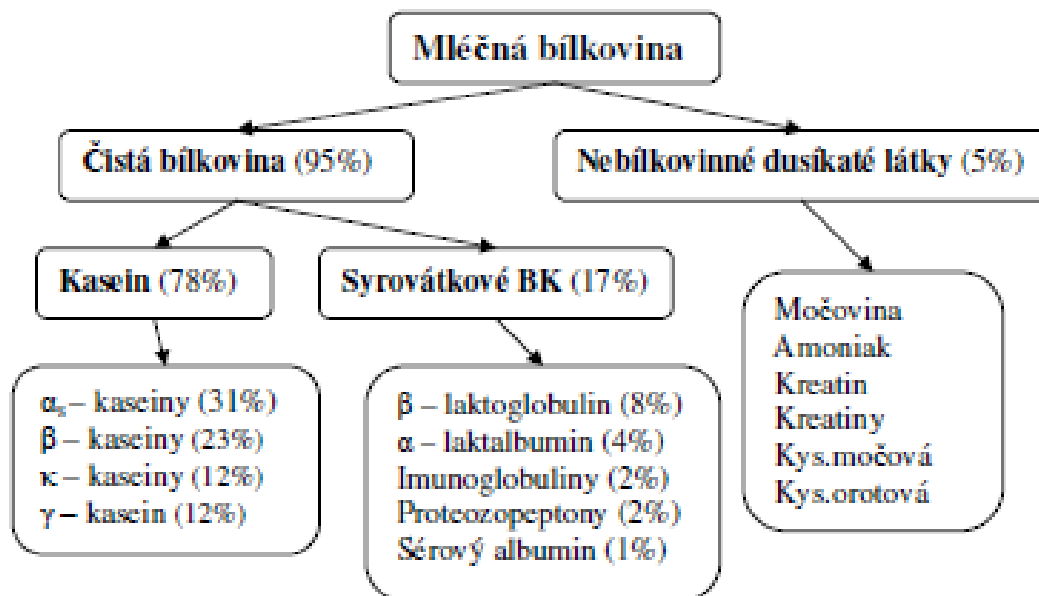 Mléčná bílkovina
Čistá bílkovina (95%)
Nebílkovinné dusíkaté látky (5%)
Kasein (78%)
Syrovátkové BK (17%)
αs – kaseiny (31%)
β – kaseiny (23%)
κ – kaseiny (12%)
γ – kasein (12%)
β – laktoglobulin (8%)
α – laktalbumin (4%)
Imunoglobuliny (2%)
Proteozopeptony (2%)
Sérový albumin (1%)
Močovina
Amoniak
Kreatin
Kreatiny
Kys.močová
Kys.orotová